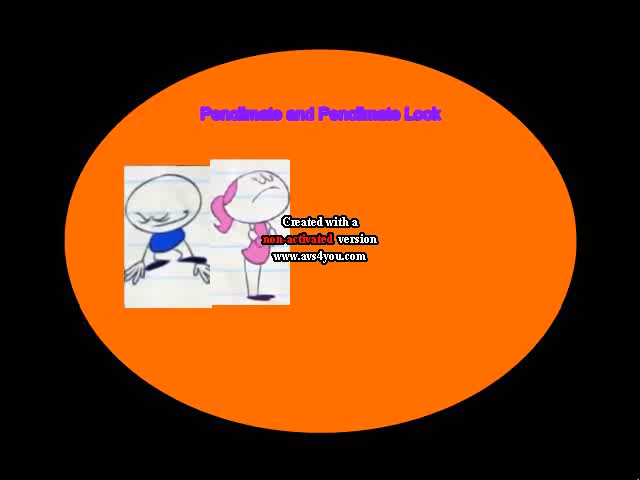 Pencilmate and Pencilmate Look
Created with a
non-activated version
www.avs4you.com